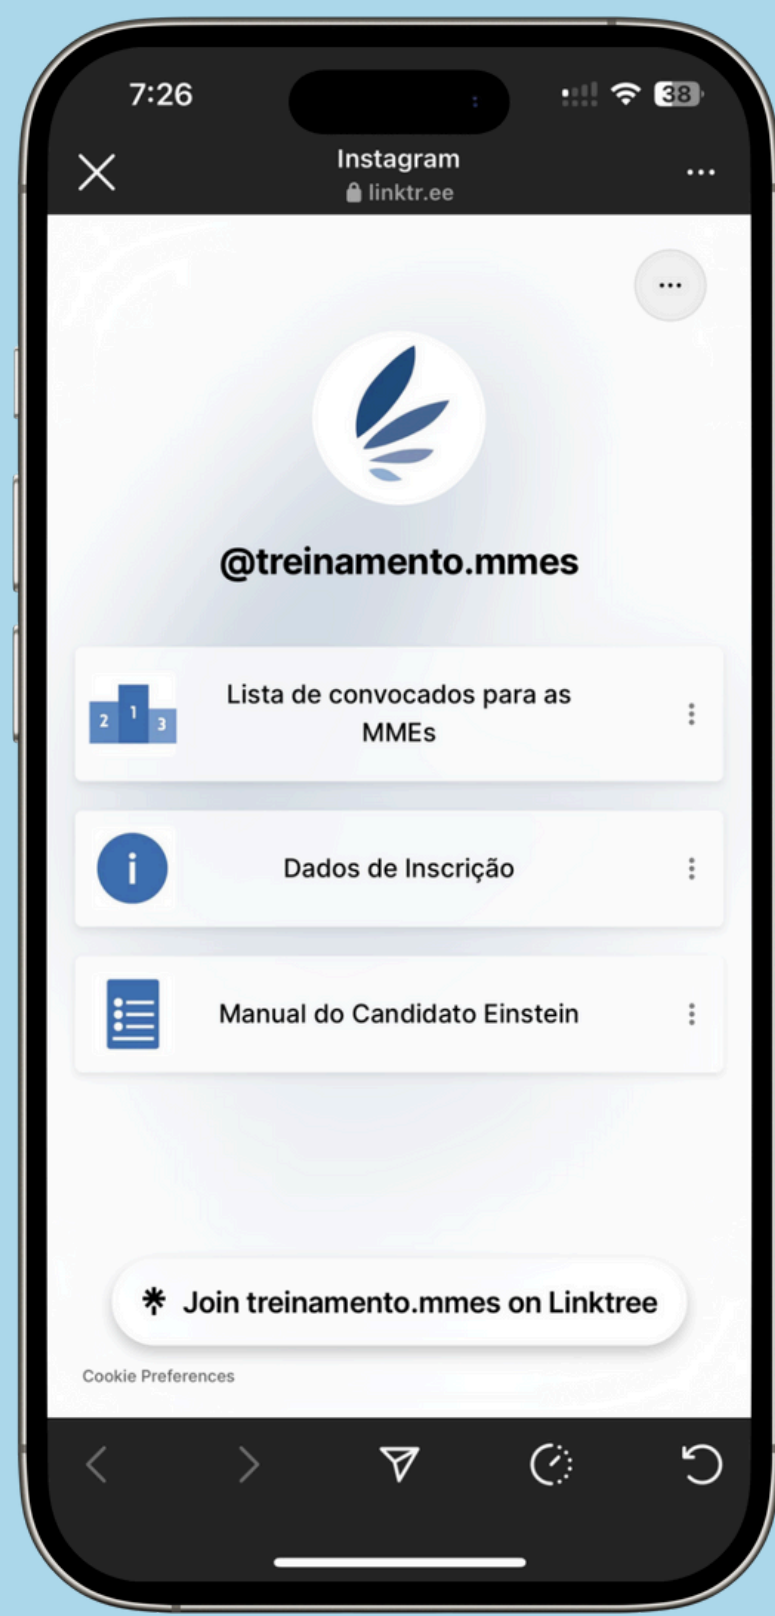 7:26
38
Instagram
linktr.ee
@treinamento.mmes
2 1 3
Lista de convocados para as
MMEs
i
Dados de Inscrição
Manual do Candidato Einstein
Join treinamento.mmes on Linktree
Cookie Preferences